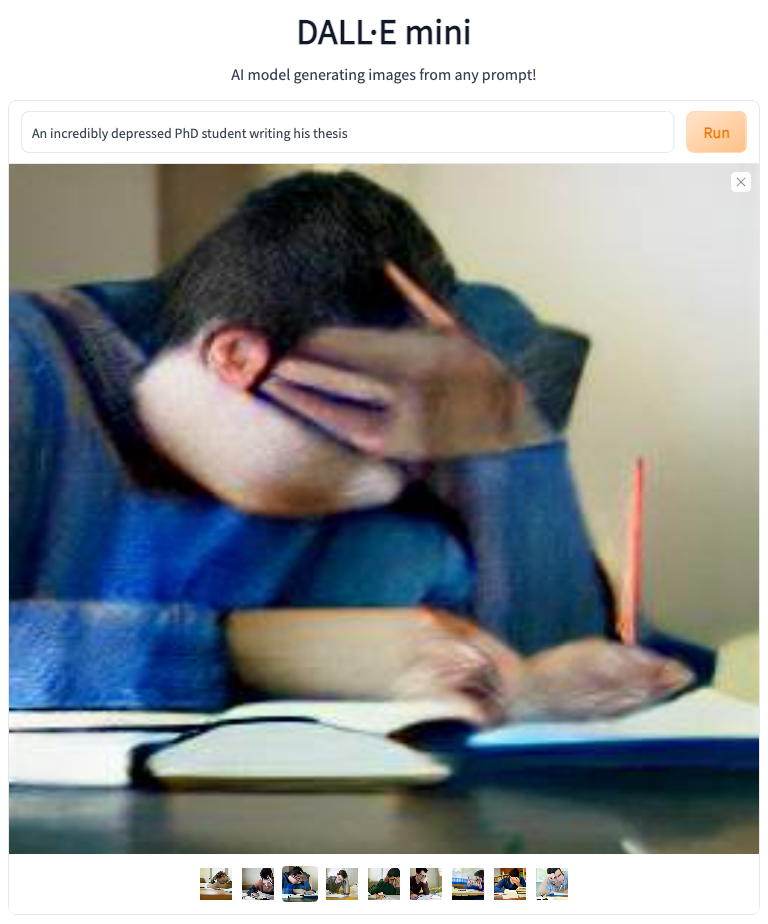 DALL·E mini
AI model generating images from any prompt!
An incredibly depressed PhD student writing his thesis
Run